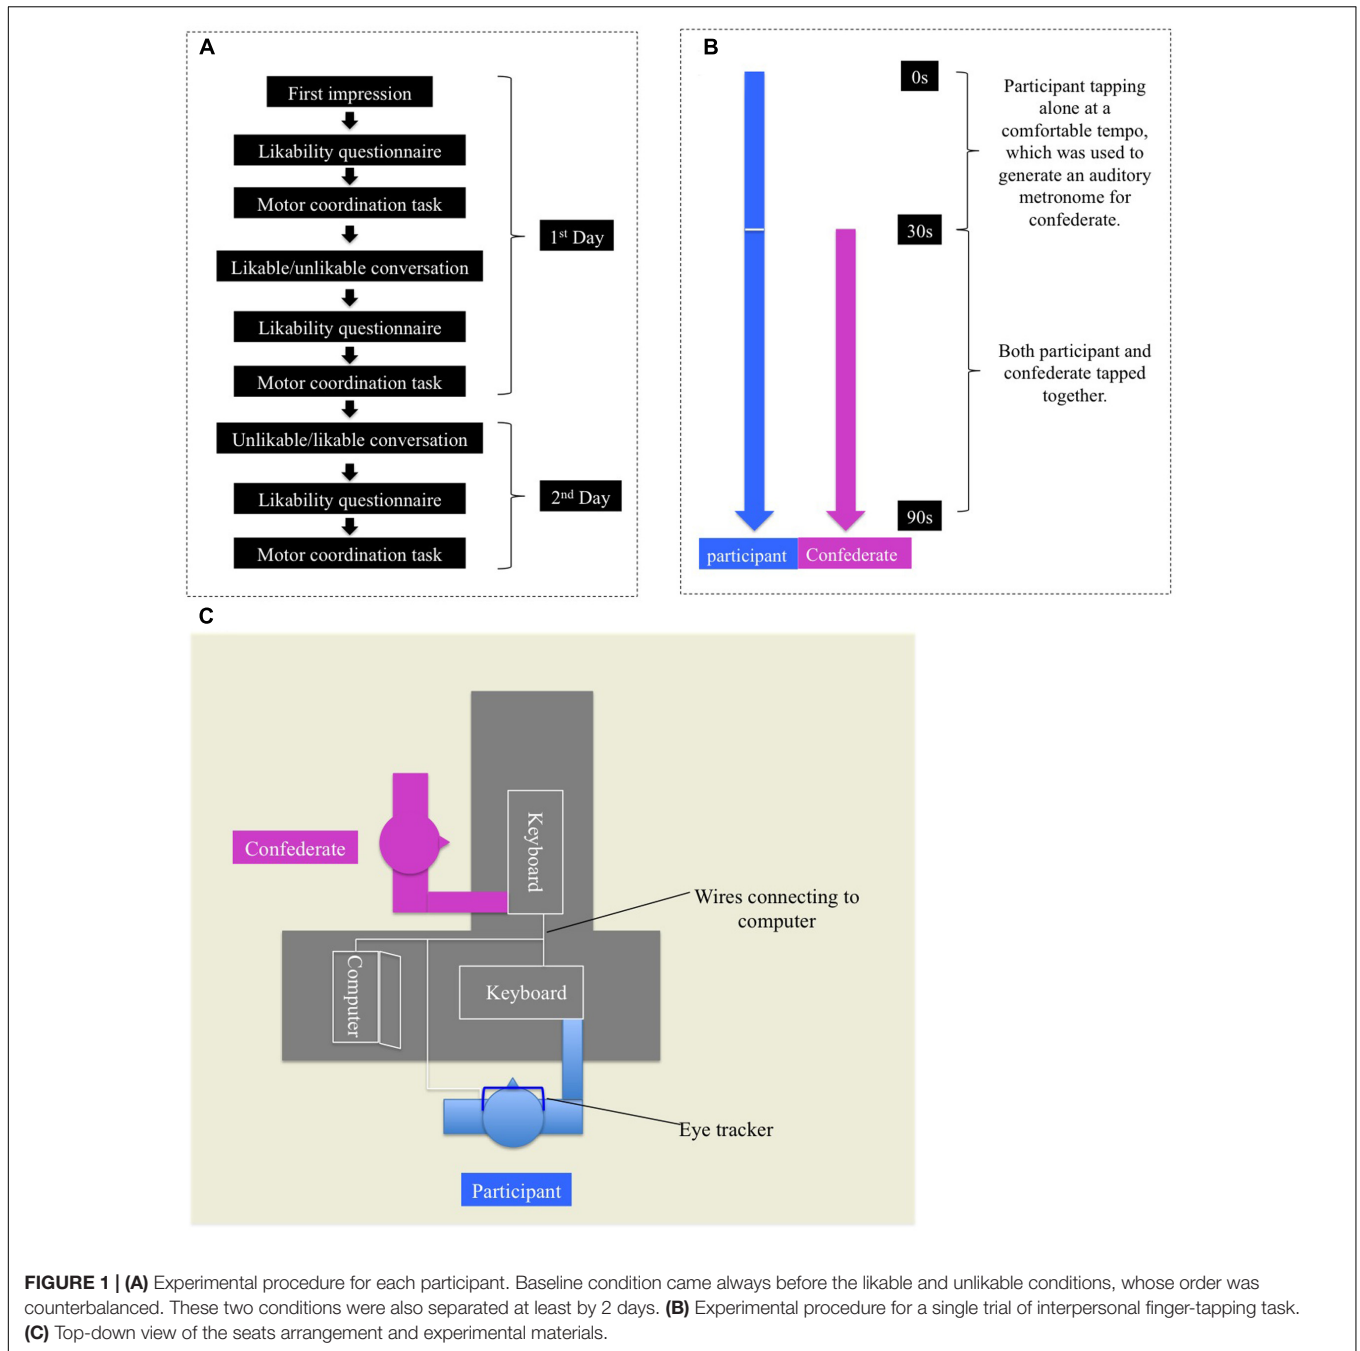 A
First impression
Likability questionnaire
Motor coordination task
Likable/unlikable conversation
Likability questionnaire
Motor coordination task
Unlikable/likable conversation
Likability questionnaire
Motor coordination task
1st Day
2nd Day
B
0s
30s
90s
Participant tapping
alone at a
comfortable tempo,
which was used to
generate an auditory
metronome for
confederate.
Both participant and
confederate tapped
together.
participant
Confederate
C
Confederate
Keyboard
Wires connecting to
computer
Computer
Keyboard
Eye tracker
Participant
FIGURE 1 | (A) Experimental procedure for each participant. Baseline condition came always before the likable and unlikable conditions, whose order was
counterbalanced. These two conditions were also separated at least by 2 days. (B) Experimental procedure for a single trial of interpersonal finger-tapping task.
(C) Top-down view of the seats arrangement and experimental materials.